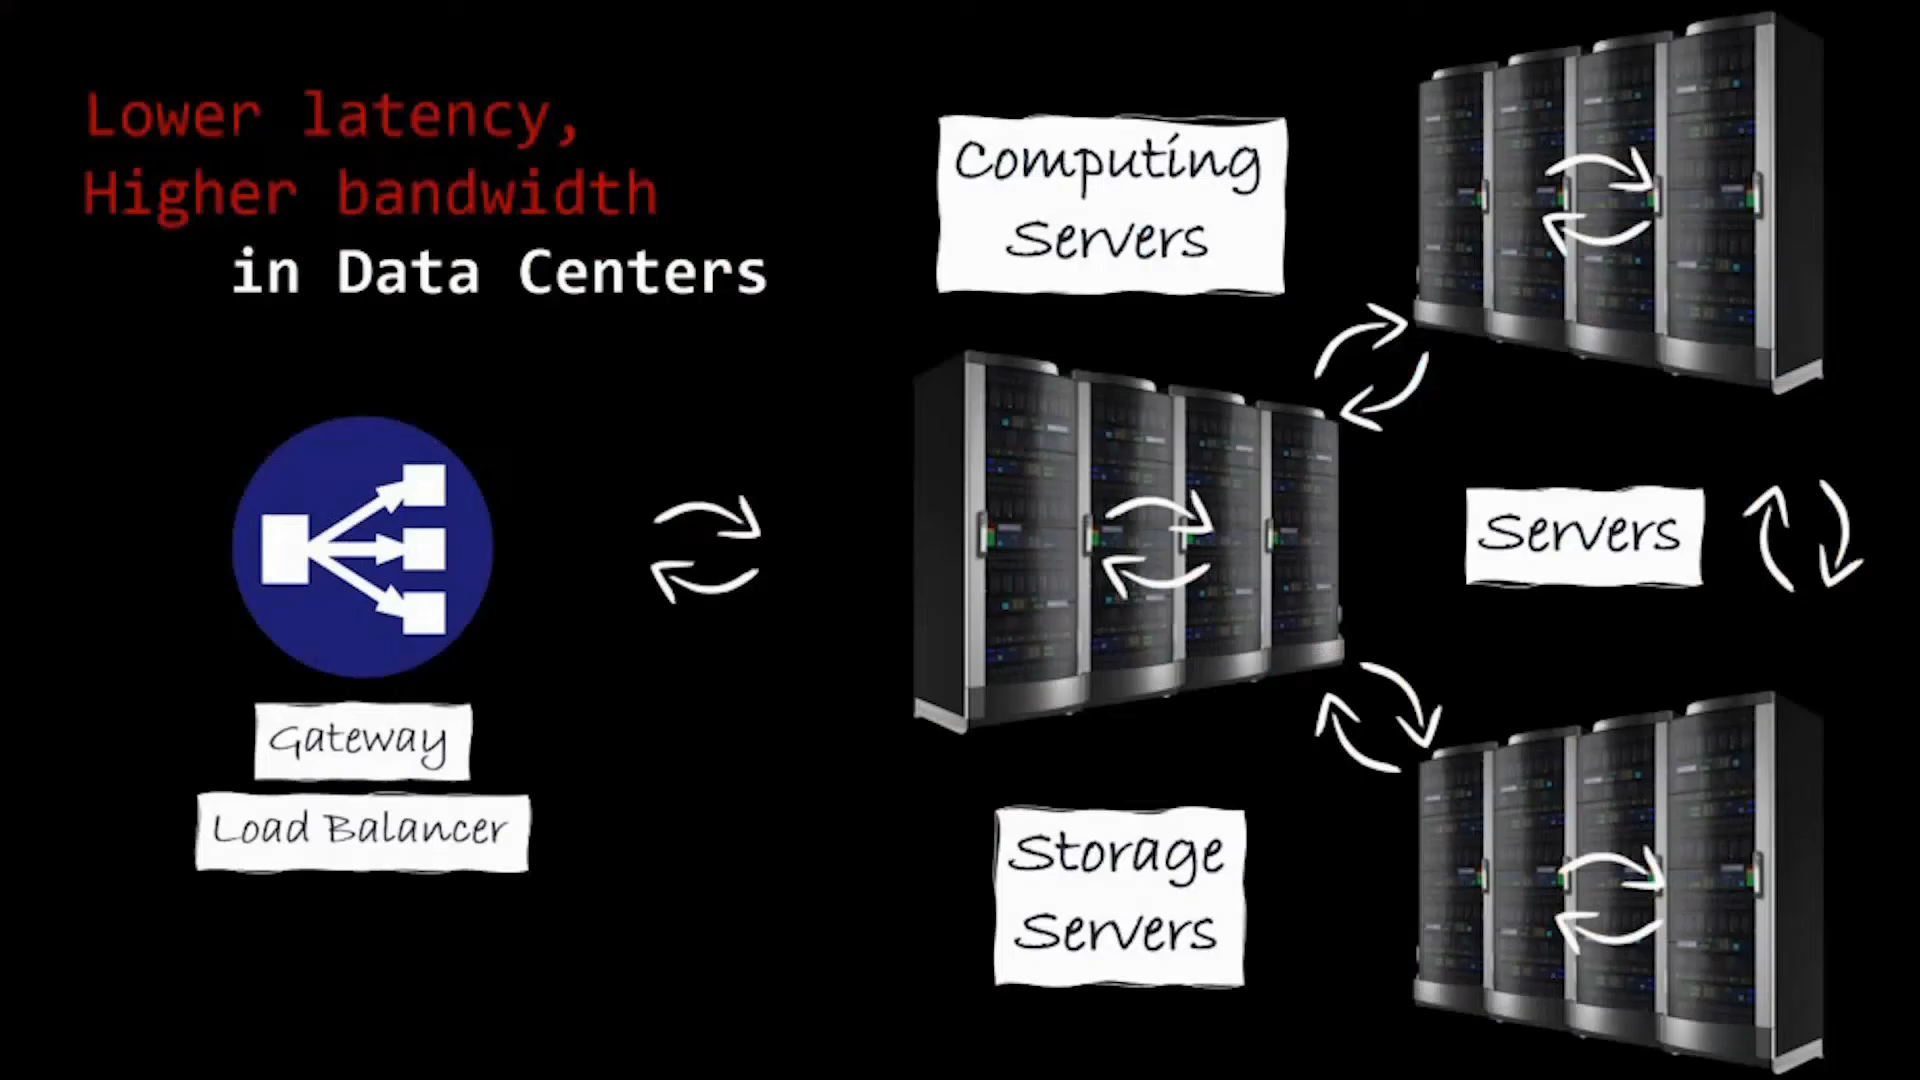 Lower latency,
Higher bandwidth
in Data Centers
Computing
Servers
Servers
Gateway
Load Balancer
Storage
Servers